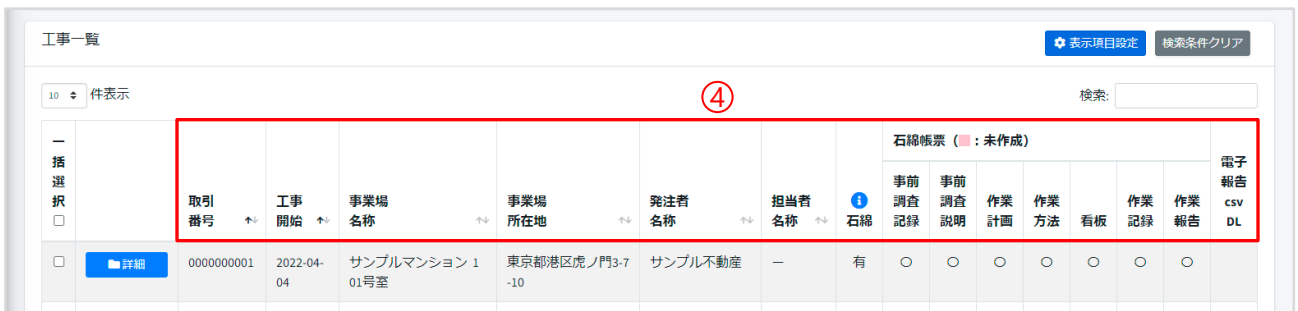 工事一覧
表示項目設定
検索条件クリア
10 件表示
④
検索:
一括選択
取引番号
工事開始
事業場名称
事業場所在地
発注者名称
担当者名称
石綿
石綿帳票（ ：未作成）
事前調査記録
事前調査説明
作業計画
作業方法
看板
作業記録
作業報告
電子報告csv DL
詳細
0000000001
2022-04-04
サンプルマンション 101号室
東京都港区虎ノ門3-7-10
サンプル不動産
—
有
〇 〇 〇 〇 〇 〇 〇